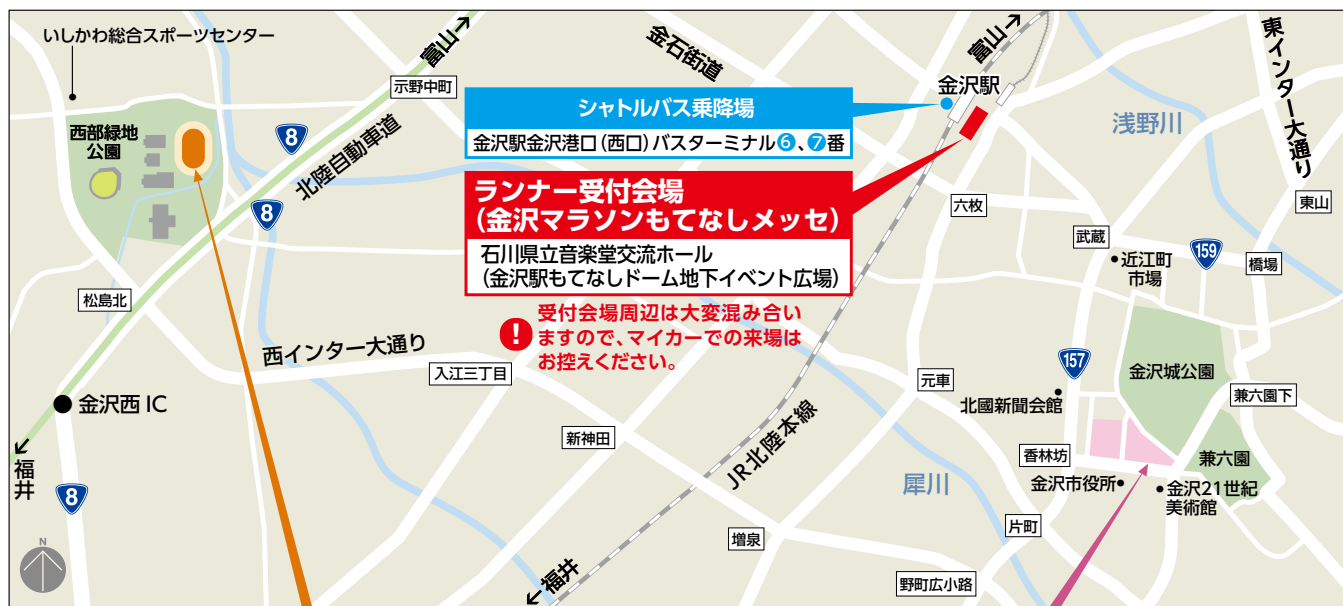 いしかわ総合スポーツセンター
富山→
金石街道
富山→
東インター大通り
金沢駅
示野中町
シャトルバス乗降場
金沢駅金沢港口(西口)バスターミナル❻、❼番
浅野川
西部緑地
公園
8
北陸自動車道
8
ランナー受付会場
(金沢マラソンもてなしメッセ)
石川県立音楽堂交流ホール
(金沢駅もてなしドーム地下イベント広場)
六枚
東山
武蔵
159
近江町
市場
橋場
松島北
!
受付会場周辺は大変混み合い
ますので、マイカーでの来場は
お控えください。
西インター大通り
入江三丁目
157
金沢城公園
元車
北國新聞会館
兼六園下
金沢西 IC
新神田
JR北陸本線
香林坊
兼六園
←福井
8
犀川
金沢市役所
金沢21世紀
美術館
片町
増泉
N
←福井
野町広小路